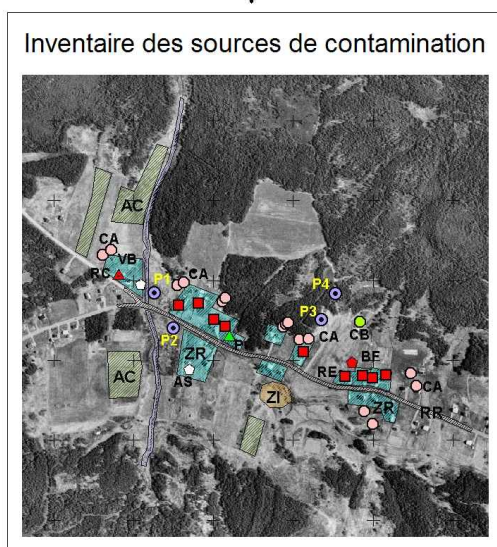 Inventaire des sources de contamination
AC
CA
VB
RC
P1
CA
P4
P3
P2
CA
CB
ZR
BF
RE
AC
AS
CA
ZI
ZR
RR